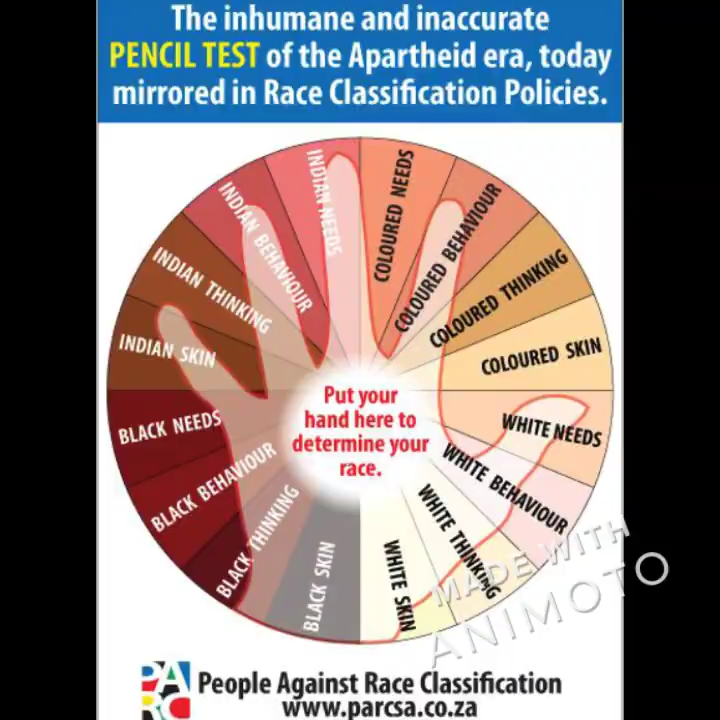 The inhumane and inaccurate
PENCIL TEST of the Apartheid era, today
mirrored in Race Classification Policies.
INDIAN NEEDS
COLOURED NEEDS
INDIAN BEHAVIOUR
COLOURED BEHAVIOUR
INDIAN THINKING
COLOURED THINKING
INDIAN SKIN
COLOURED SKIN
BLACK NEEDS
WHITE NEEDS
BLACK BEHAVIOUR
WHITE BEHAVIOUR
BLACK THINKING
WHITE THINKING
BLACK SKIN
WHITE SKIN
Put your
hand here to
determine your
race.
MADE WITH
ANIMOTO
PA
RC
People Against Race Classification
www.parcsa.co.za